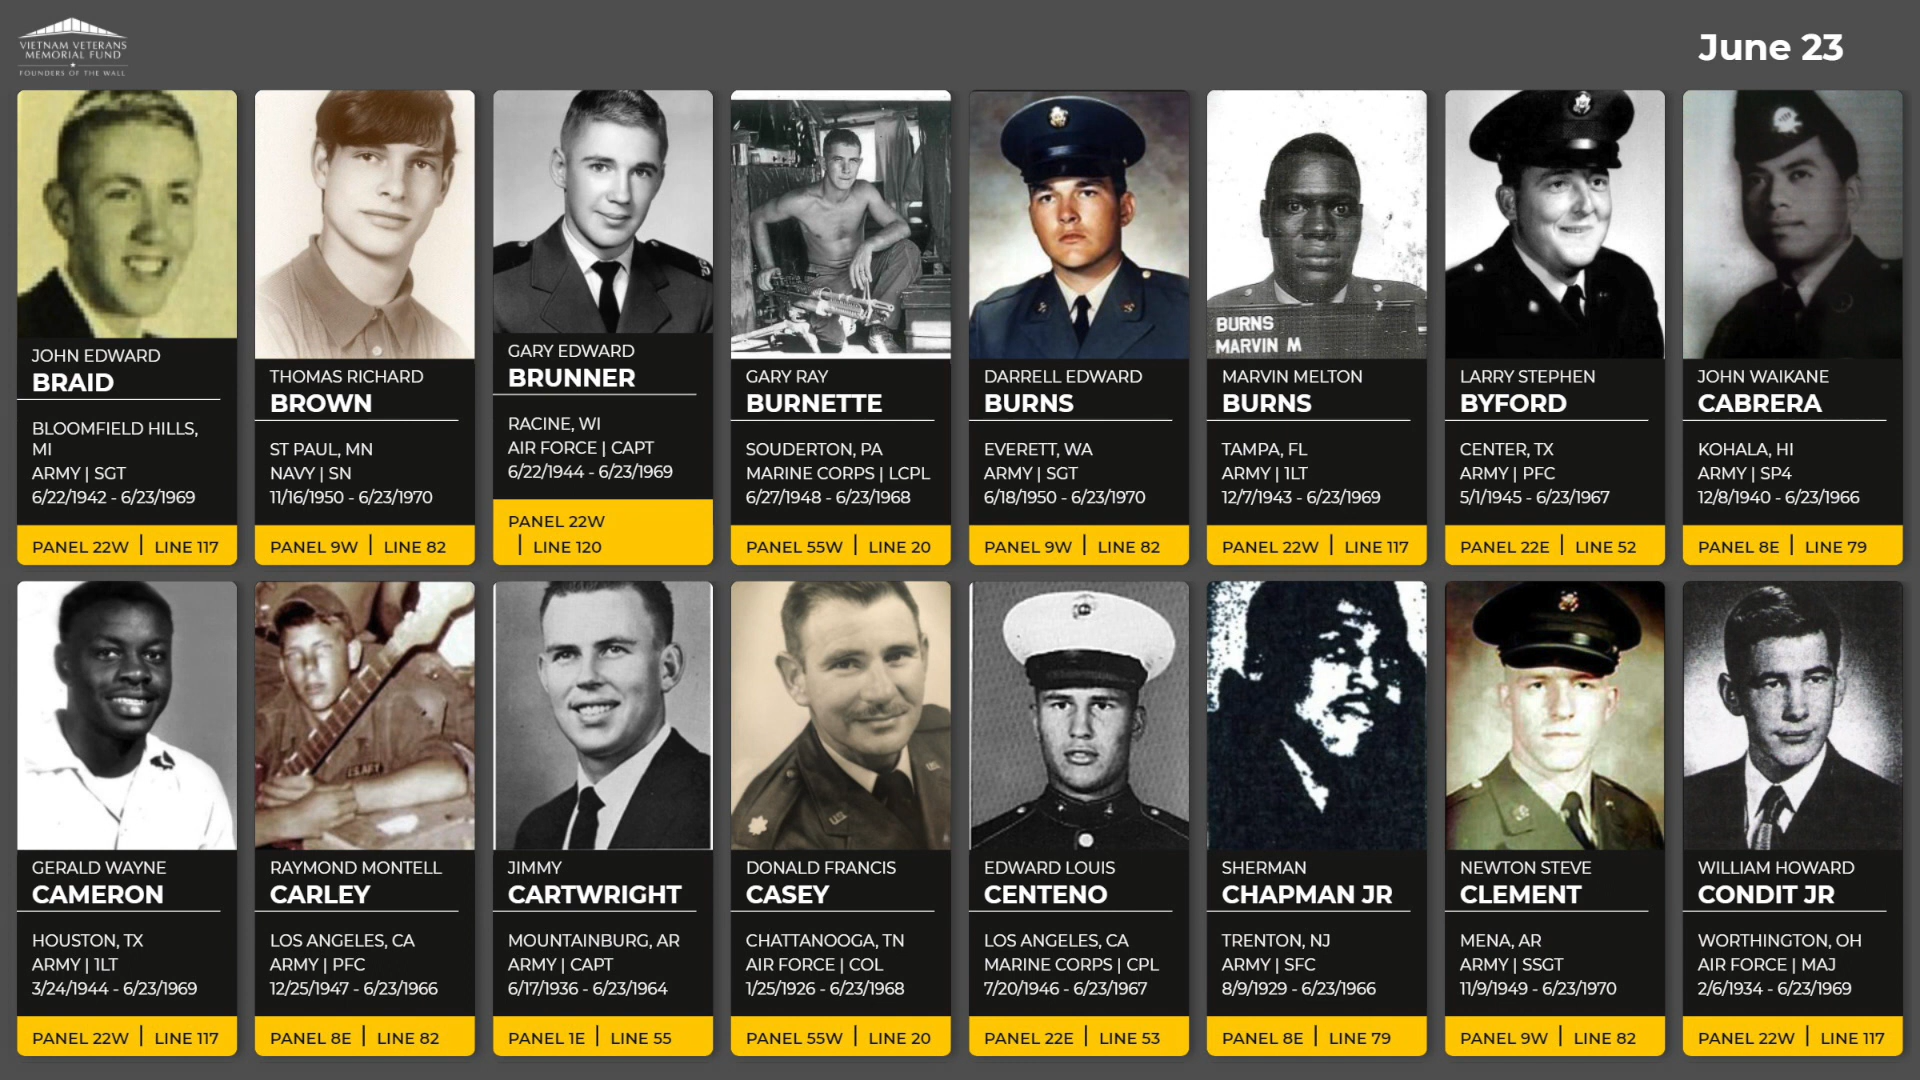 VIETNAM VETERANS
MEMORIAL FUND
FOUNDERS OF THE WALL
June 23
JOHN EDWARD
BRAID
BLOOMFIELD HILLS,
MI
ARMY | SGT
6/22/1942 - 6/23/1969
PANEL 22W | LINE 117
THOMAS RICHARD
BROWN
ST PAUL, MN
NAVY | SN
11/16/1950 - 6/23/1970
PANEL 9W | LINE 82
GARY EDWARD
BRUNNER
RACINE, WI
AIR FORCE | CAPT
6/22/1944 - 6/23/1969
PANEL 22W
| LINE 120
GARY RAY
BURNETTE
SOUDERTON, PA
MARINE CORPS | LCPL
6/27/1948 - 6/23/1968
PANEL 55W | LINE 20
DARRELL EDWARD
BURNS
EVERETT, WA
ARMY | SGT
6/18/1950 - 6/23/1970
PANEL 9W | LINE 82
BURNS
MARVIN M
MARVIN MELTON
BURNS
TAMPA, FL
ARMY | 1LT
12/7/1943 - 6/23/1969
PANEL 22W | LINE 117
LARRY STEPHEN
BYFORD
CENTER, TX
ARMY | PFC
5/1/1945 - 6/23/1967
PANEL 22E | LINE 52
JOHN WAIKANE
CABRERA
KOHALA, HI
ARMY | SP4
12/8/1940 - 6/23/1966
PANEL 8E | LINE 79
GERALD WAYNE
CAMERON
HOUSTON, TX
ARMY | 1LT
3/24/1944 - 6/23/1969
PANEL 22W | LINE 117
RAYMOND MONTELL
CARLEY
LOS ANGELES, CA
ARMY | PFC
12/25/1947 - 6/23/1966
PANEL 8E | LINE 82
JIMMY
CARTWRIGHT
MOUNTAINBURG, AR
ARMY | CAPT
6/17/1936 - 6/23/1964
PANEL 1E | LINE 55
DONALD FRANCIS
CASEY
CHATTANOOGA, TN
AIR FORCE | COL
1/25/1926 - 6/23/1968
PANEL 55W | LINE 20
EDWARD LOUIS
CENTENO
LOS ANGELES, CA
MARINE CORPS | CPL
7/20/1946 - 6/23/1967
PANEL 22E | LINE 53
SHERMAN
CHAPMAN JR
TRENTON, NJ
ARMY | SFC
8/9/1929 - 6/23/1966
PANEL 8E | LINE 79
NEWTON STEVE
CLEMENT
MENA, AR
ARMY | SSGT
11/9/1949 - 6/23/1970
PANEL 9W | LINE 82
WILLIAM HOWARD
CONDIT JR
WORTHINGTON, OH
AIR FORCE | MAJ
2/6/1934 - 6/23/1969
PANEL 22W | LINE 117